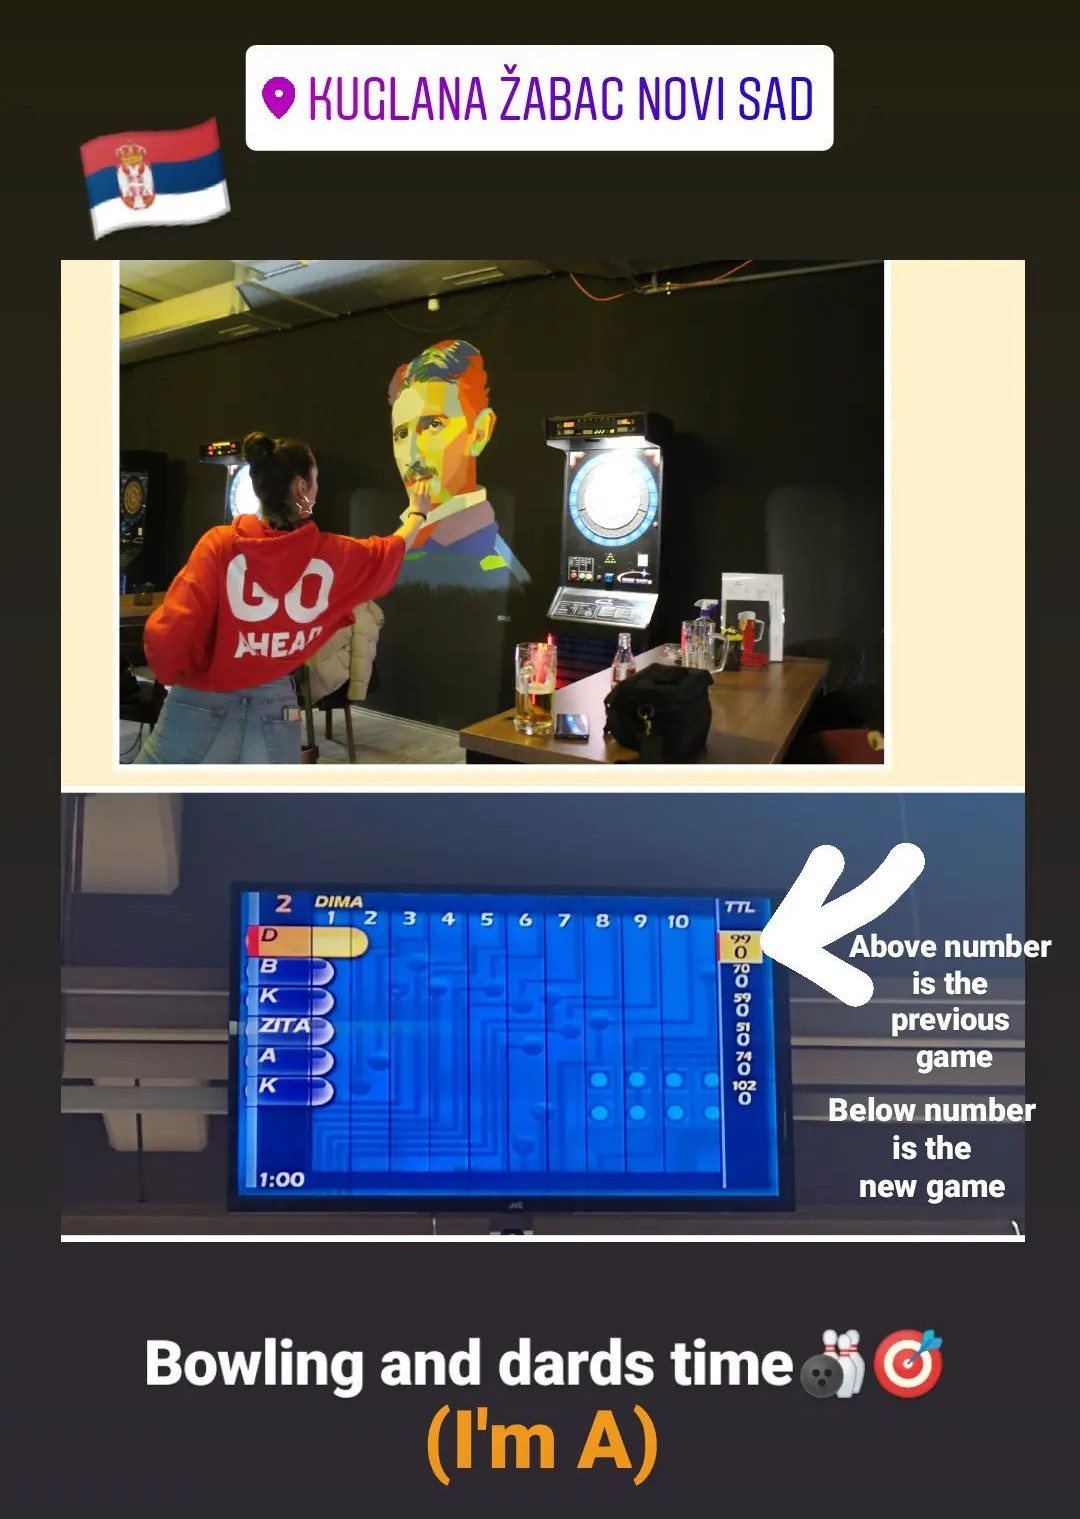 KUGLANA ŽABAC NOVI SAD
GO
AHEAD
2 DIMA TTL
1 2 3 4 5 6 7 8 9 10
D 99
0
B 70
0
K 59
0
ZITA 51
0
A 74
0
K 102
0
1:00
JVC
Above number
is the
previous
game
Below number
is the
new game
Bowling and dards time
(I'm A)